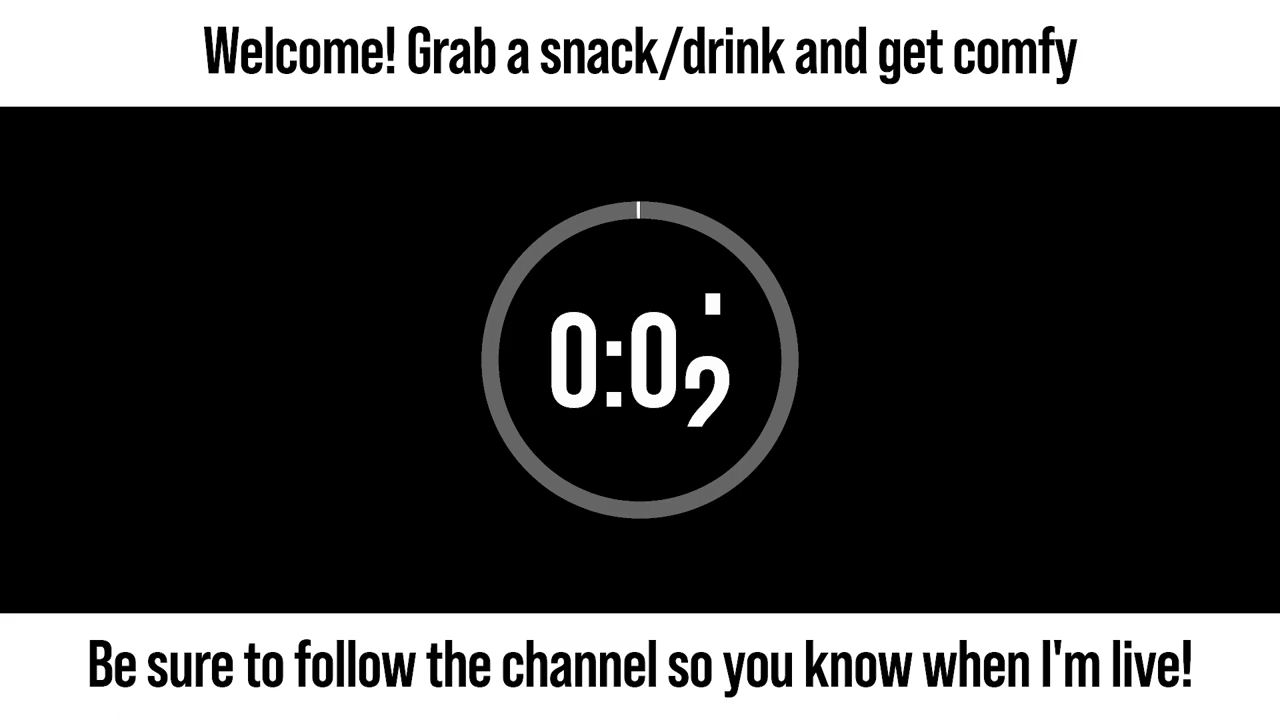 Welcome! Grab a snack/drink and get comfy
0:02
Be sure to follow the channel so you know when I'm live!